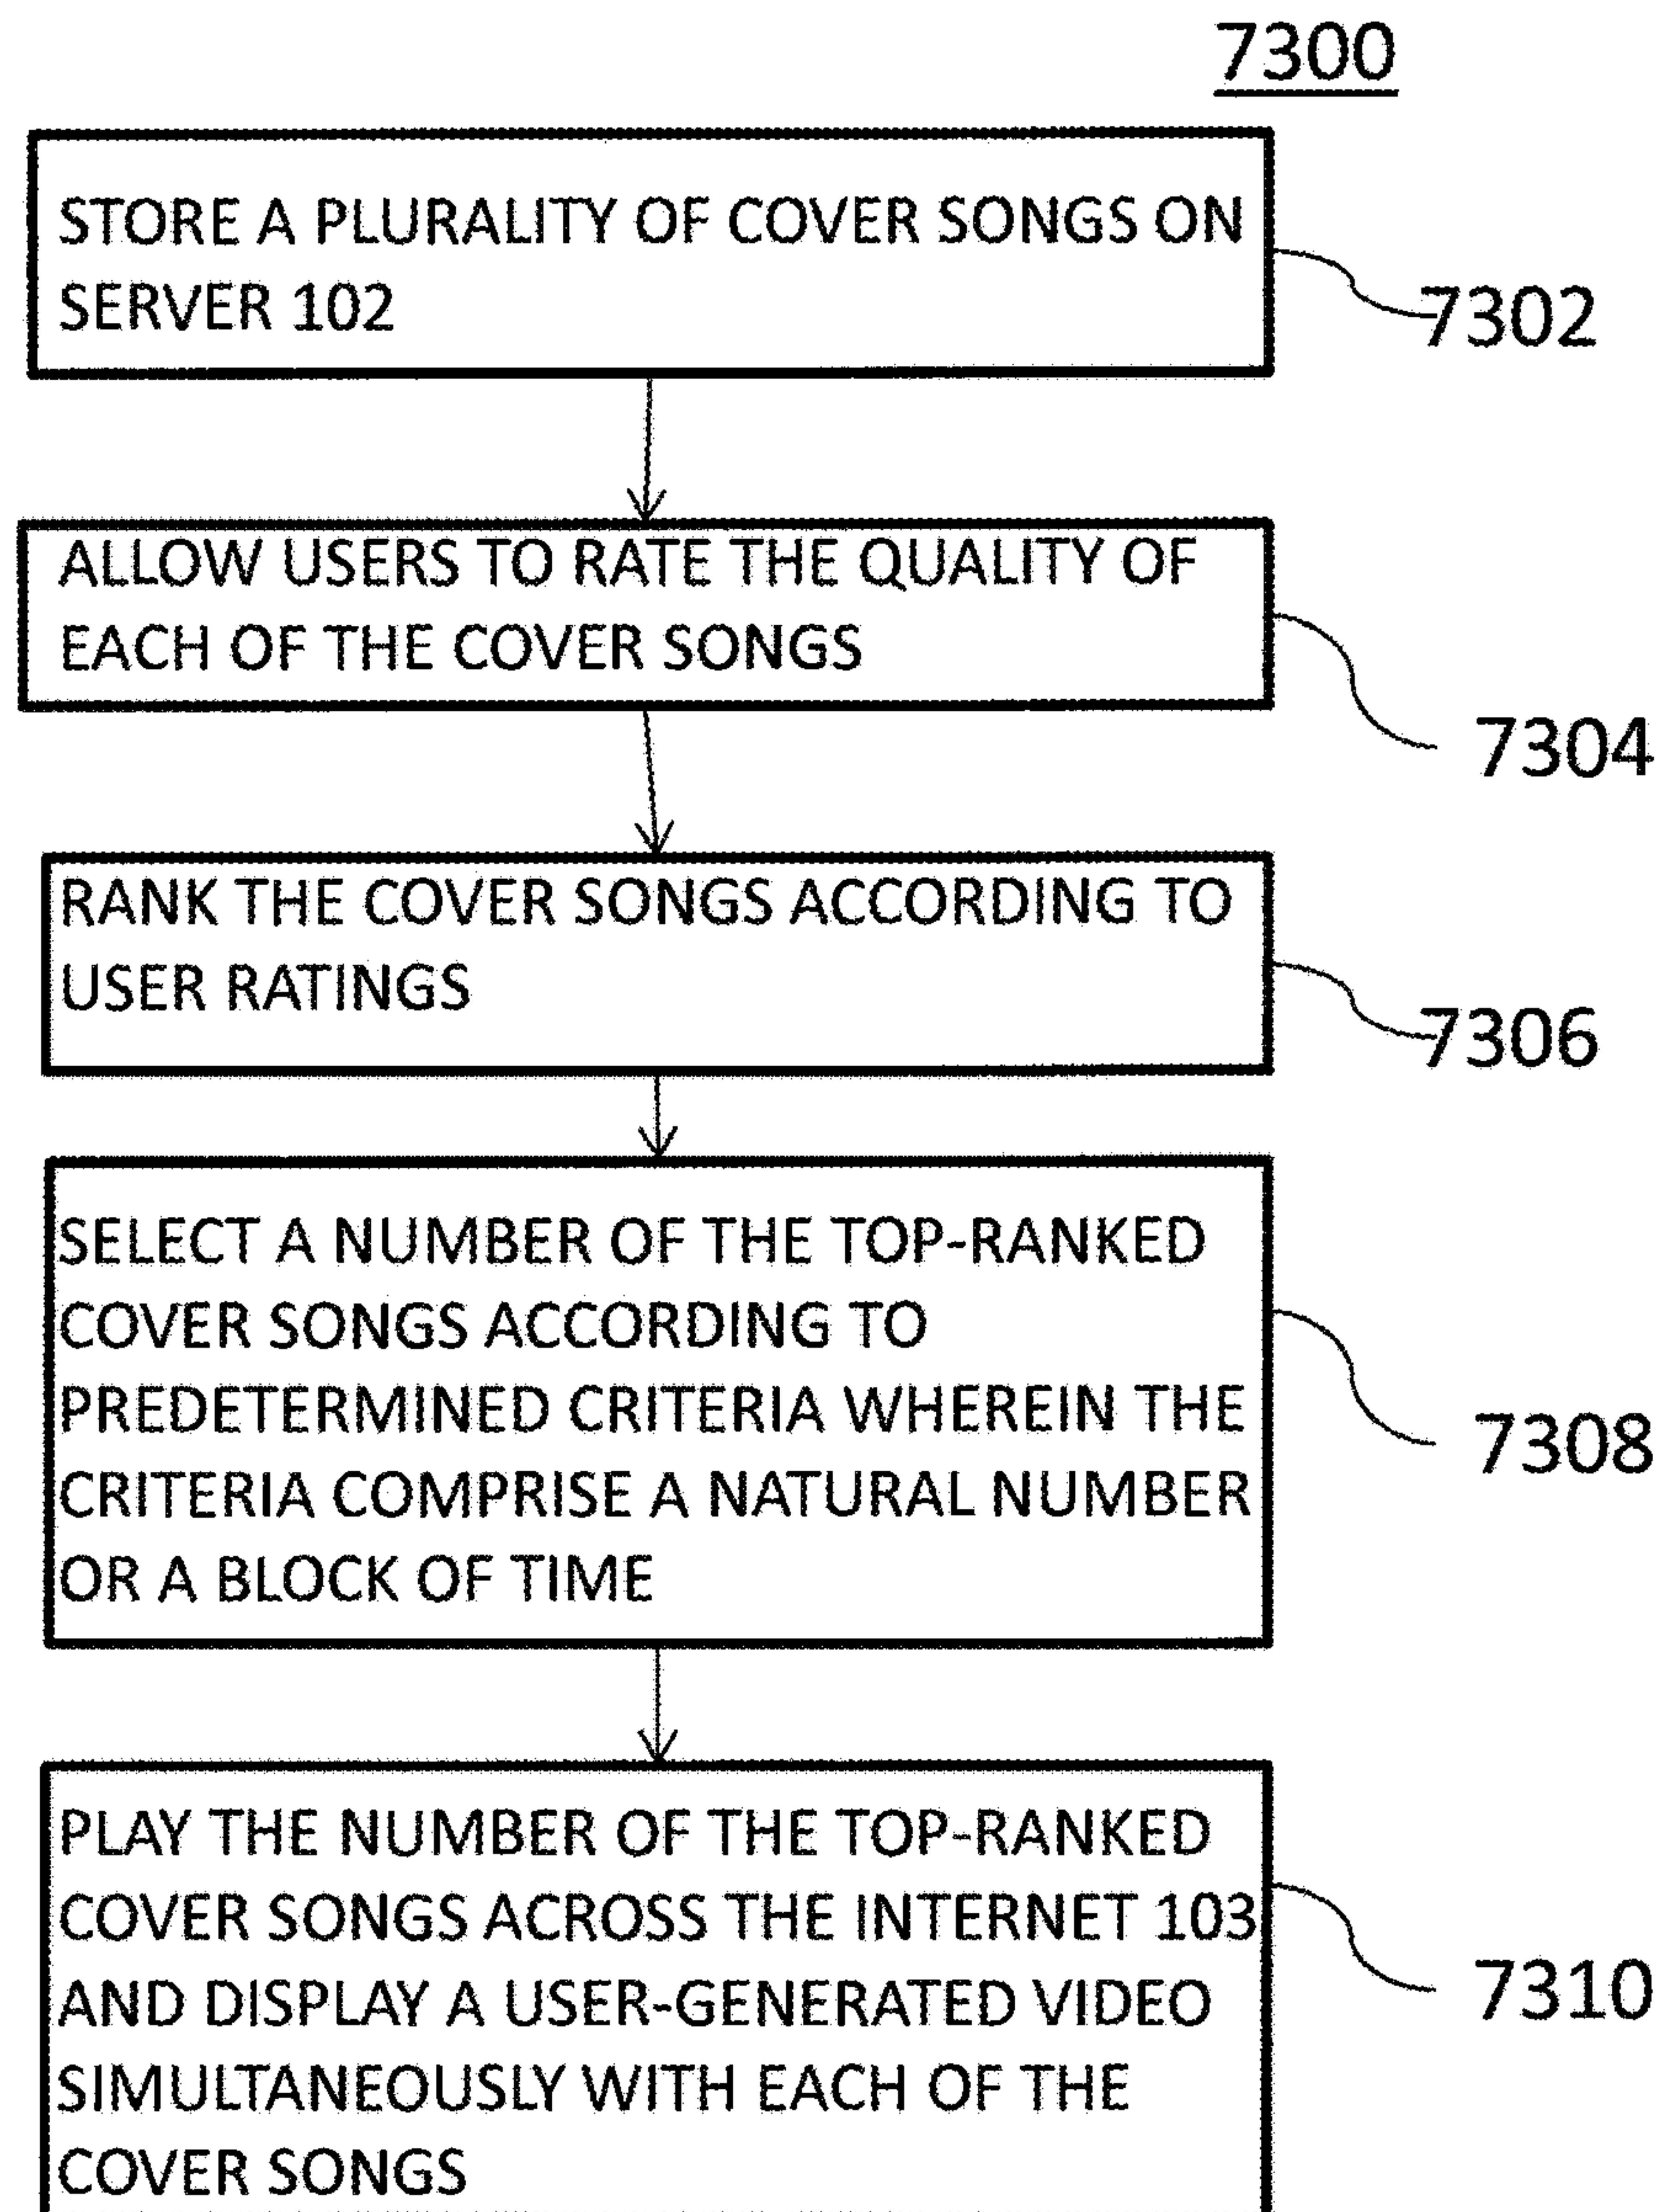 7300
STORE A PLURALITY OF COVER SONGS ON
SERVER 102
7302
ALLOW USERS TO RATE THE QUALITY OF
EACH OF THE COVER SONGS
7304
RANK THE COVER SONGS ACCORDING TO
USER RATINGS
7306
SELECT A NUMBER OF THE TOP-RANKED
COVER SONGS ACCORDING TO
PREDETERMINED CRITERIA WHEREIN THE
CRITERIA COMPRISE A NATURAL NUMBER
OR A BLOCK OF TIME
7308
PLAY THE NUMBER OF THE TOP-RANKED
COVER SONGS ACROSS THE INTERNET 103
AND DISPLAY A USER-GENERATED VIDEO
SIMULTANEOUSLY WITH EACH OF THE
COVER SONGS
7310